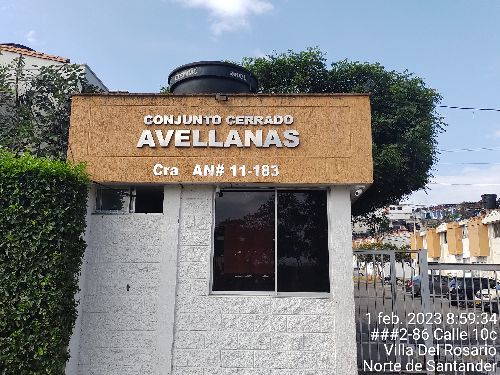 CONJUNTO CERRADO
AVELLANAS
Cra AN# 11-183
1 feb. 2023 8:59:34
###2-86 Calle 10c
Villa Del Rosario
Norte de Santander